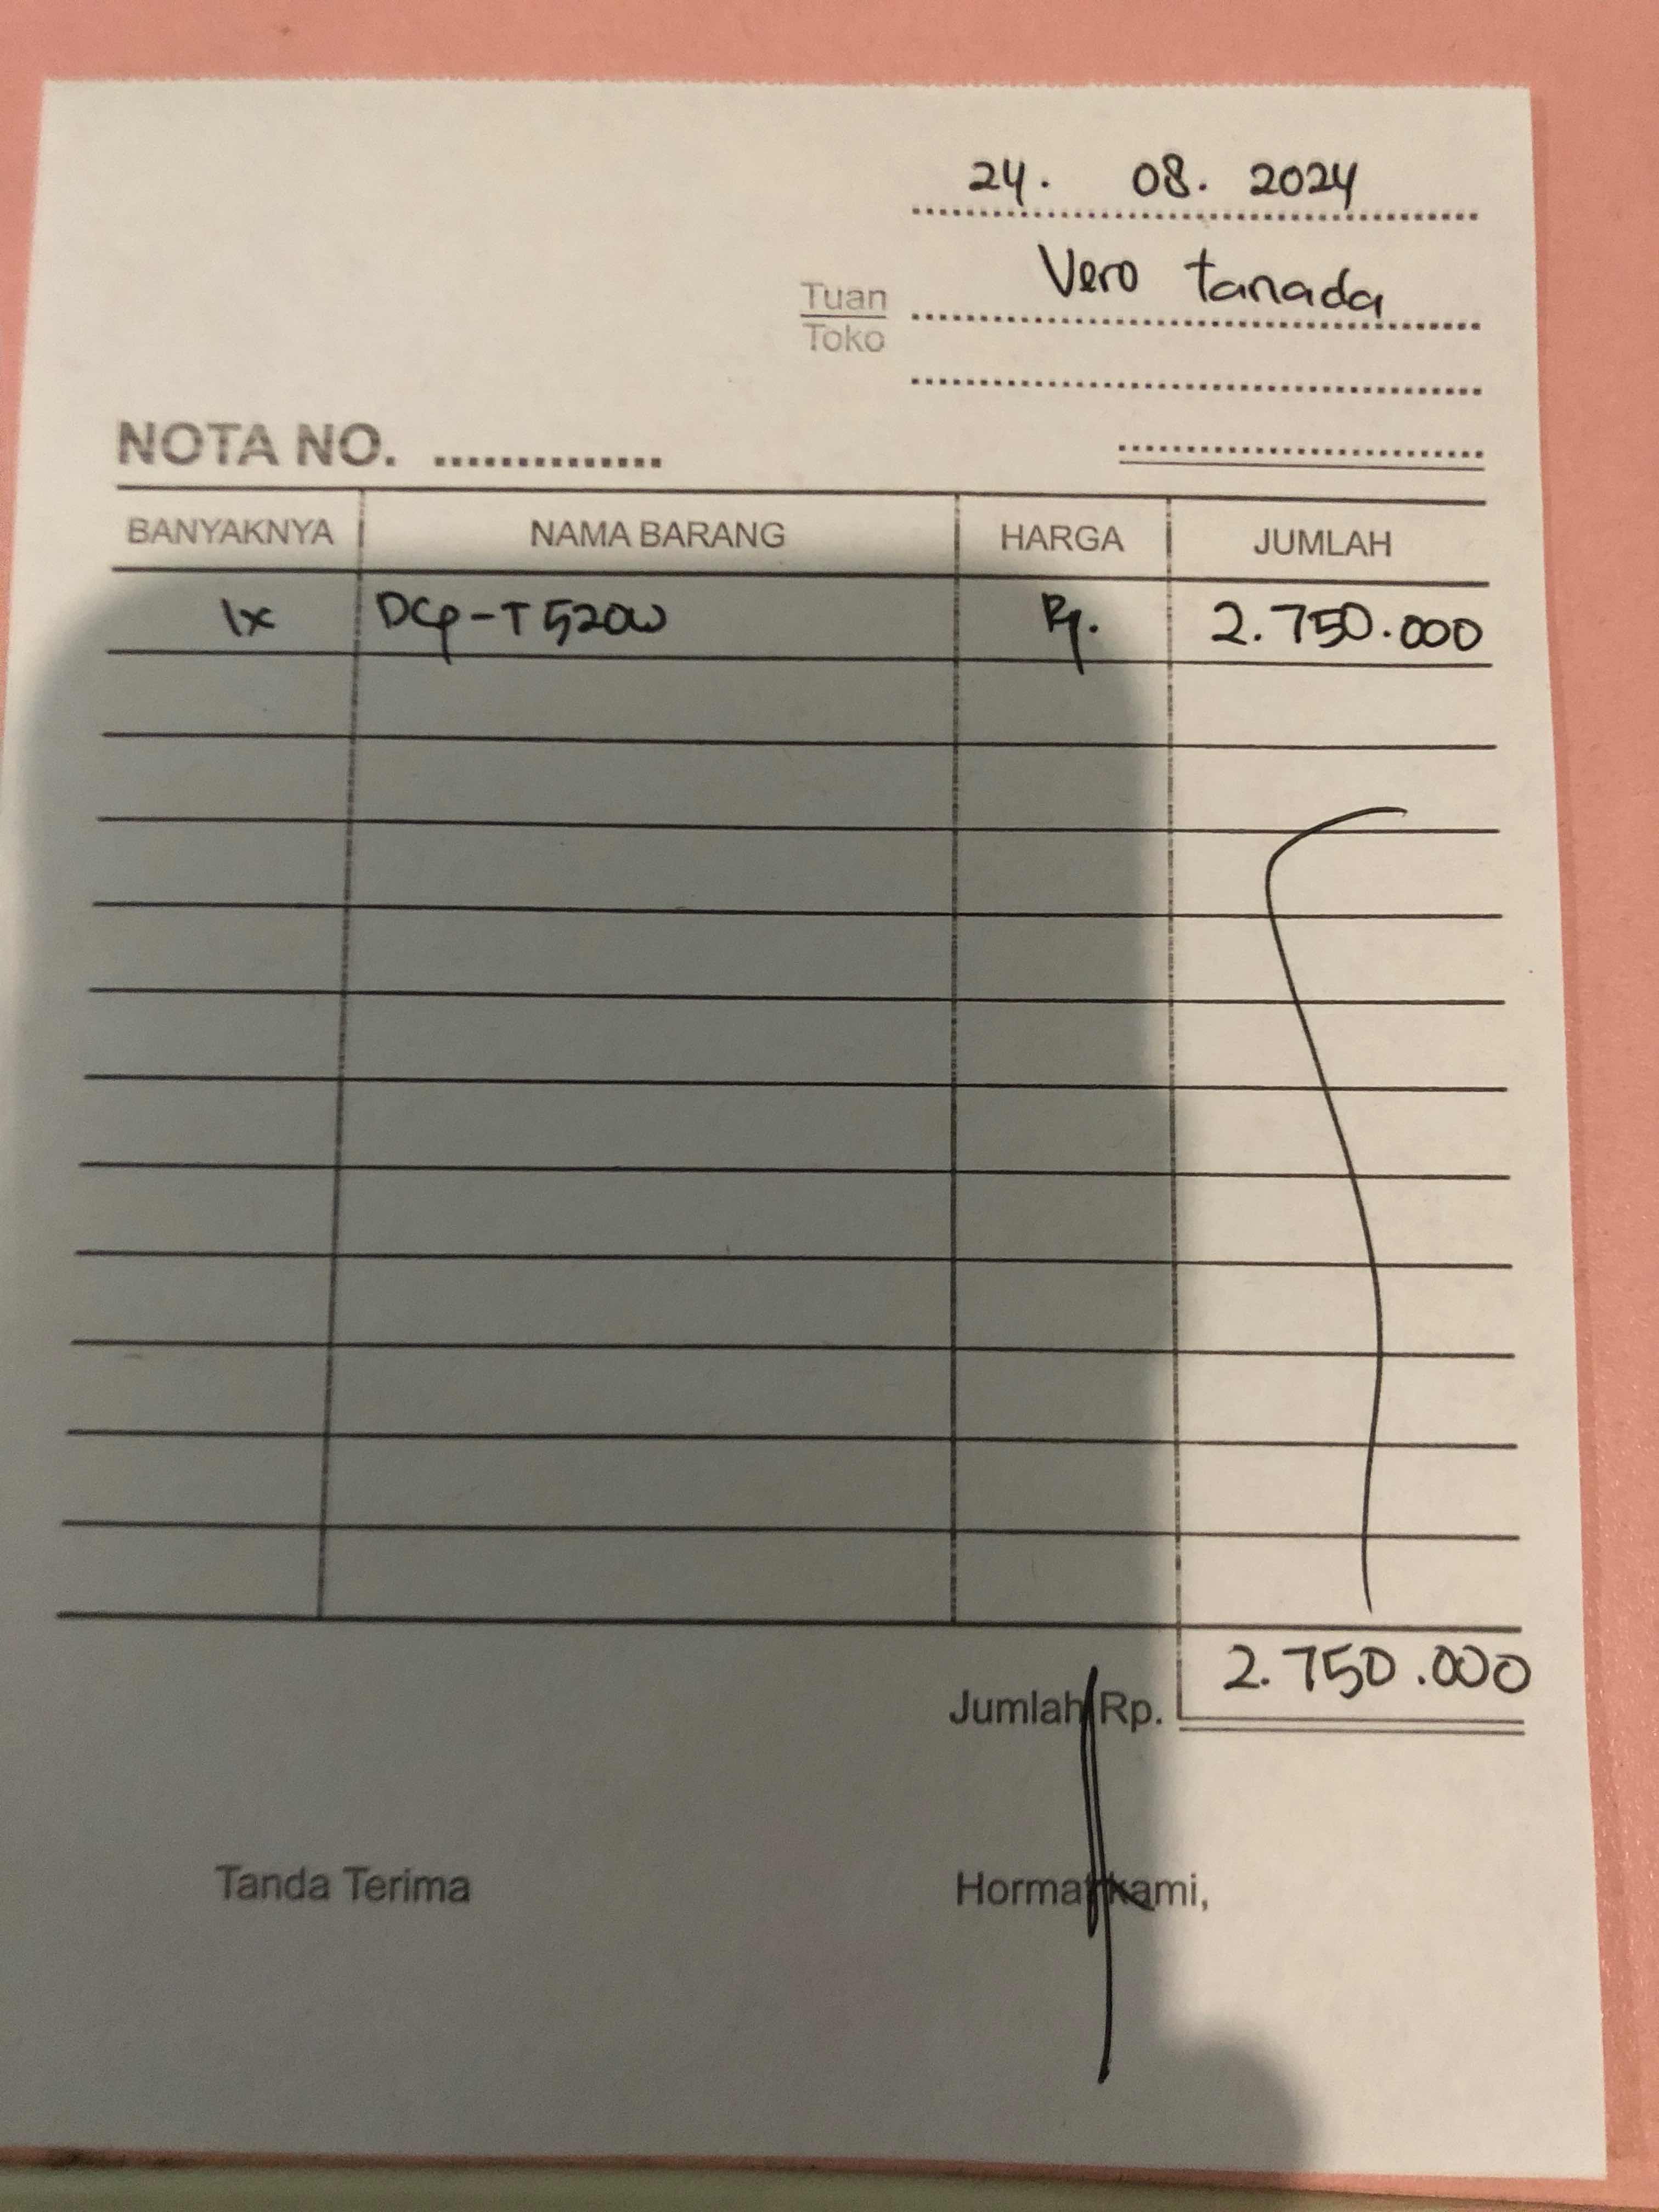 24. 08. 2024
Vero tanada
Tuan
Toko
NOTA NO. ..............
BANYAKNYA NAMA BARANG HARGA JUMLAH
1x DCP-T520W Rp. 2.750.000
Jumlah Rp. 2.750.000
Tanda Terima Hormat kami,